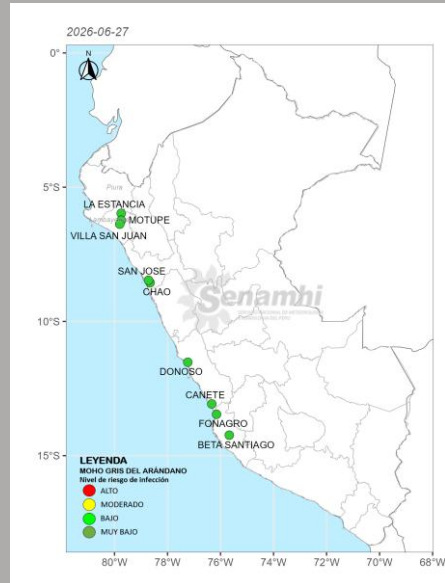 2026-06-27
N
0°
5°S
10°S
15°S
Piura
LA ESTANCIA
MOTUPE
VILLA SAN JUAN
SAN JOSE
CHAO
Senamhi
DONOSO
CANETE
FONAGRO
BETA SANTIAGO
LEYENDA
MOHO GRIS DEL ARÁNDANO
Nivel de riesgo de infección
ALTO
MODERADO
BAJO
MUY BAJO
80°W 78°W 76°W 74°W 72°W 70°W 68°W